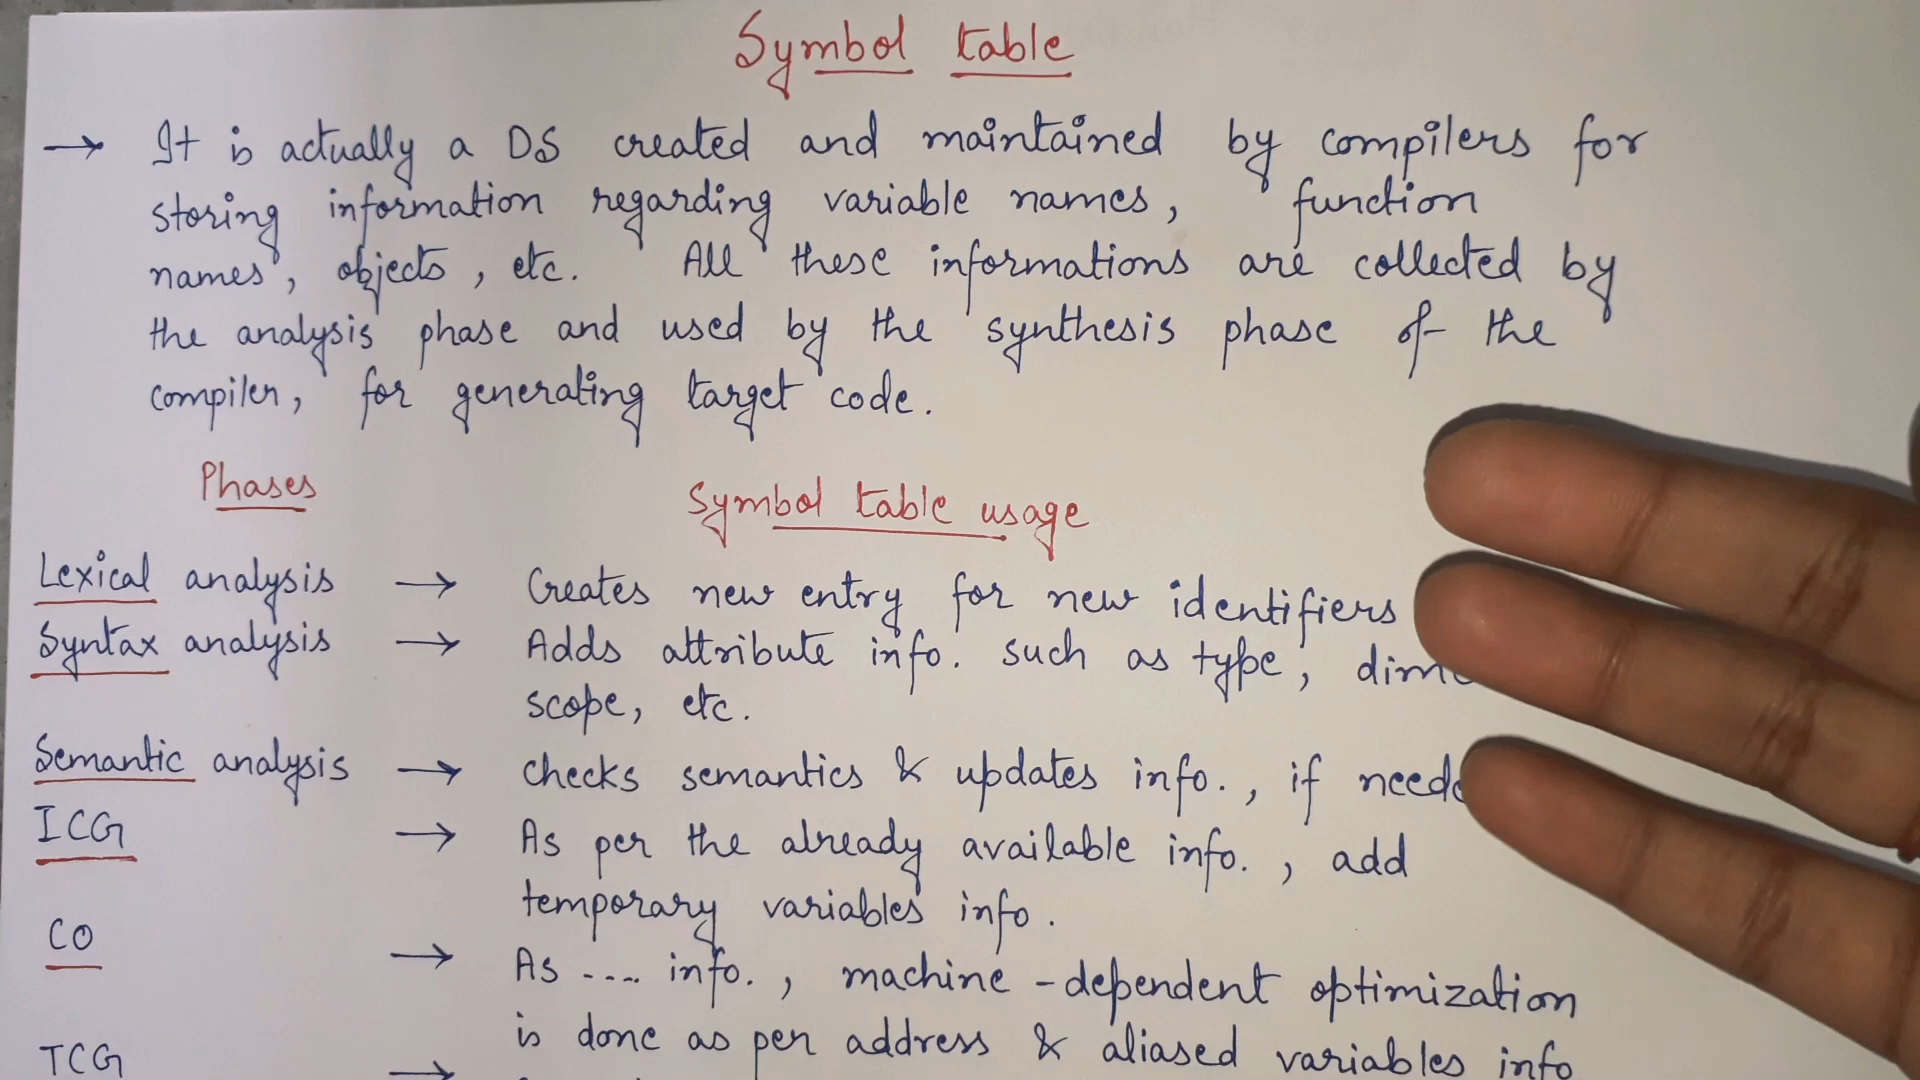 Symbol table
→ It is actually a DS created and maintained by compilers for
storing information regarding variable names, function
names, objects, etc. All these informations are collected by
the analysis phase and used by the synthesis phase of the
compiler, for generating target code.
Phases Symbol table usage
Lexical analysis → Creates new entry for new identifiers
Syntax analysis → Adds attribute info. such as type,
scope, etc.
Semantic analysis → checks semantics & updates info., if
ICG → As per the already available info., add
temporary variables info.
CO → As .... info., machine-dependent optimization
is done as per address & aliased variables info
TCG →